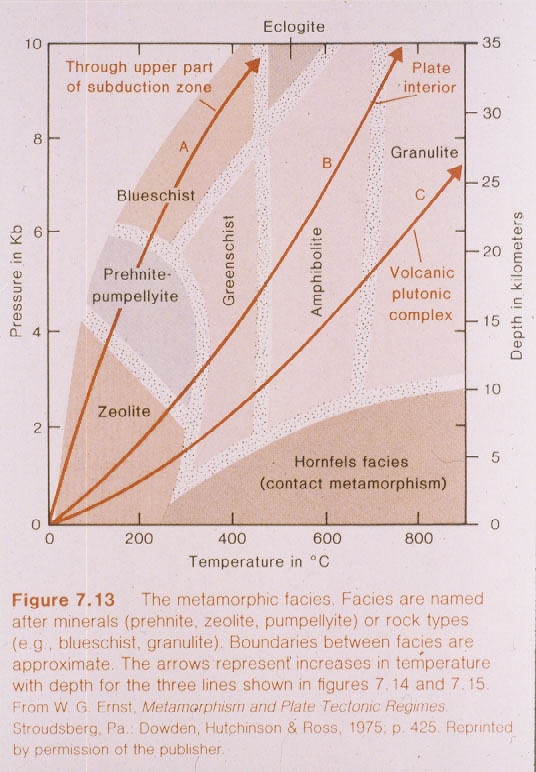 Eclogite
10
35
Through upper part
of subduction zone
Plate
interior
30
8
A
B
Granulite
25
C
Blueschist
6
20
Pressure in Kb
Greenschist
Amphibolite
Depth in kilometers
Prehnite-
pumpellyite
Volcanic
plutonic
complex
4
15
Zeolite
10
2
5
Hornfels facies
(contact metamorphism)
0
0
0
200
400
600
800
Temperature in °C
Figure 7.13 The metamorphic facies. Facies are named
after minerals (prehnite, zeolite, pumpellyite) or rock types
(e.g., blueschist, granulite). Boundaries between facies are
approximate. The arrows represent increases in temperature
with depth for the three lines shown in figures 7.14 and 7.15.
From W. G. Ernst, Metamorphism and Plate Tectonic Regimes.
Stroudsberg, Pa.: Dowden, Hutchinson & Ross, 1975; p. 425. Reprinted
by permission of the publisher.